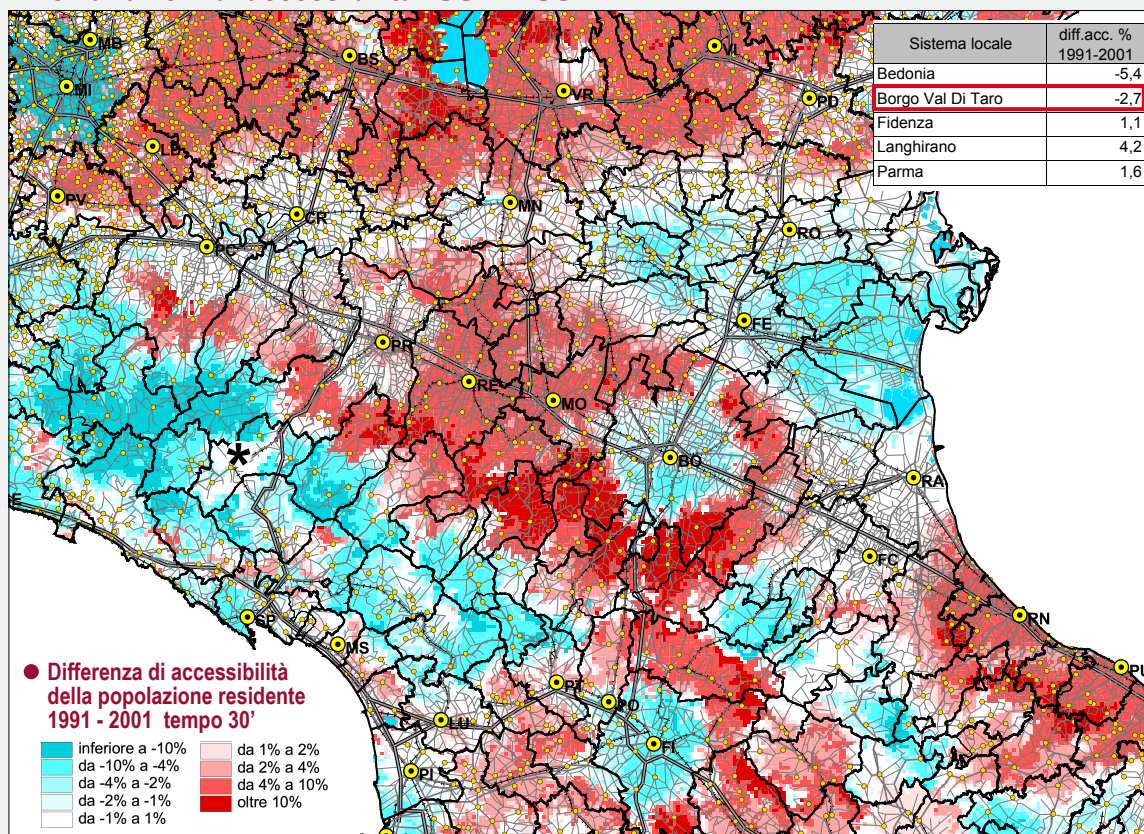 Sistema locale
diff.acc. %
1991-2001
Bedonia -5,4
Borgo Val Di Taro -2,7
Fidenza 1,1
Langhirano 4,2
Parma 1,6
MB
MI
BS
VI
VR
PD
PV
CR
MN
PC
RO
FE
PR
RE
MO
BO
RA
*
FC
RN
SP
MS
PT
PO
LU
FI
PI
● Differenza di accessibilità
della popolazione residente
1991 - 2001 tempo 30'
inferiore a -10%
da -10% a -4%
da -4% a -2%
da -2% a -1%
da -1% a 1%
da 1% a 2%
da 2% a 4%
da 4% a 10%
oltre 10%